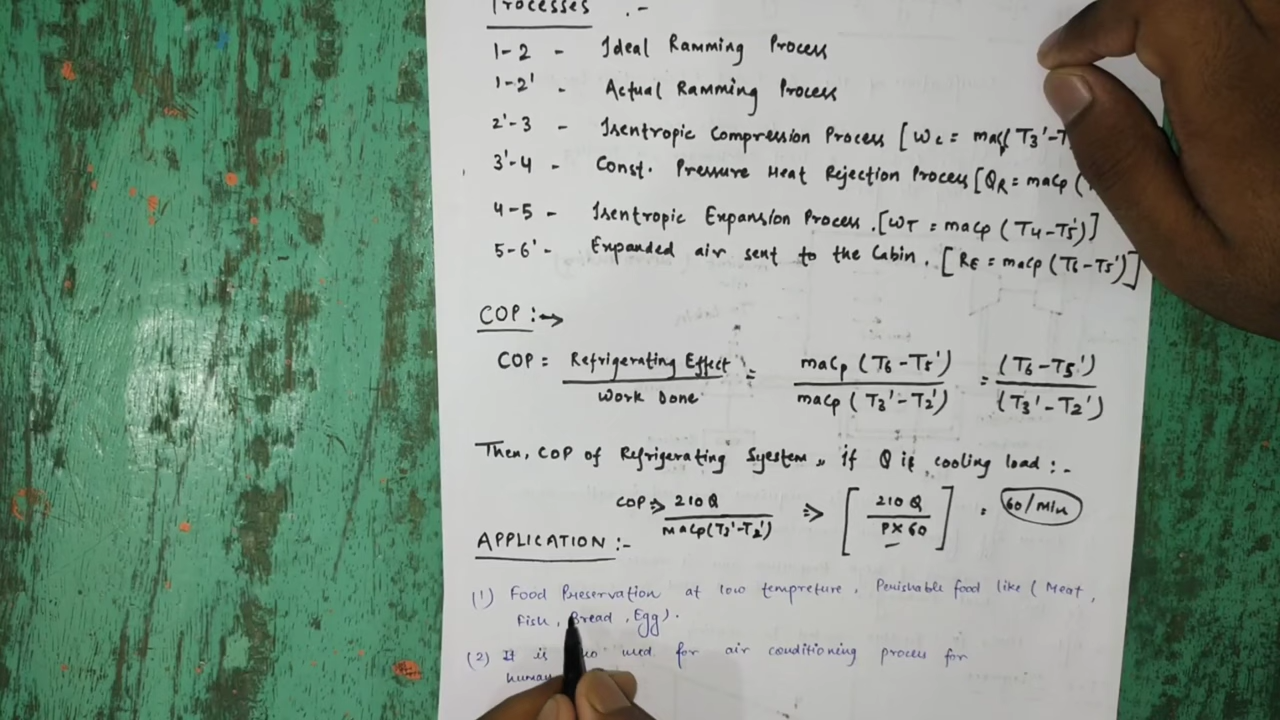 Processes :-
1-2 - Ideal Ramming Process
1-2' - Actual Ramming Process
2'-3 - Isentropic Compression Process [Wc = macp( T3'-T
3'-4 - Const. Pressure Heat Rejection Process [QR = macp (
4-5 - Isentropic Expansion Process. [WT = macp (T4-T5')]
5-6' - Expanded air sent to the Cabin. [RE = macp (T6-T5')]
COP :→
COP = Refrigerating Effect / Work Done = macp (T6-T5') / macp (T3'-T2') = (T6-T5') / (T3'-T2')
Then, COP of Refrigerating Syestem, if Q is cooling load :-
COP => 210 Q / macp(T3'-T2') => [210 Q / P×60] . 60/min
APPLICATION :-
(1) Food Preservation at low tempreture, Perishable food like ( Meat,
Fish, Bread, Egg).
(2) It is used for air conditioning process for
human